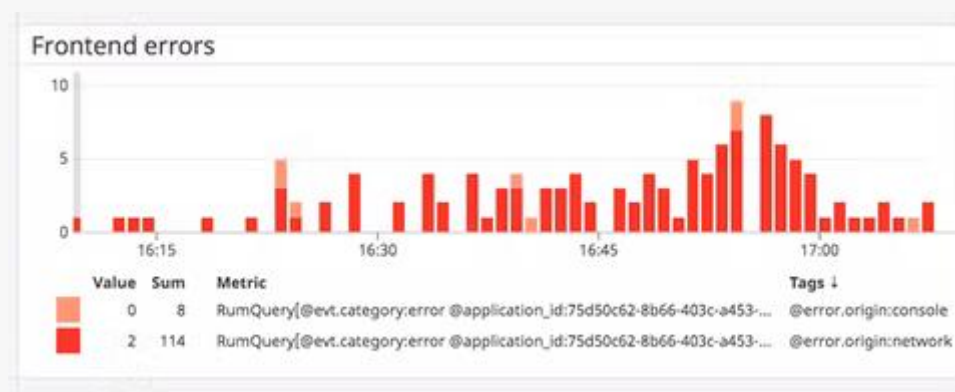 Frontend errors
10
5
0
16:15 16:30 16:45 17:00
Value Sum Metric Tags ↓
0 8 RumQuery[@evt.category:error @application_id:75d50c62-8b66-403c-a453-... @error.origin:console
2 114 RumQuery[@evt.category:error @application_id:75d50c62-8b66-403c-a453-... @error.origin:network